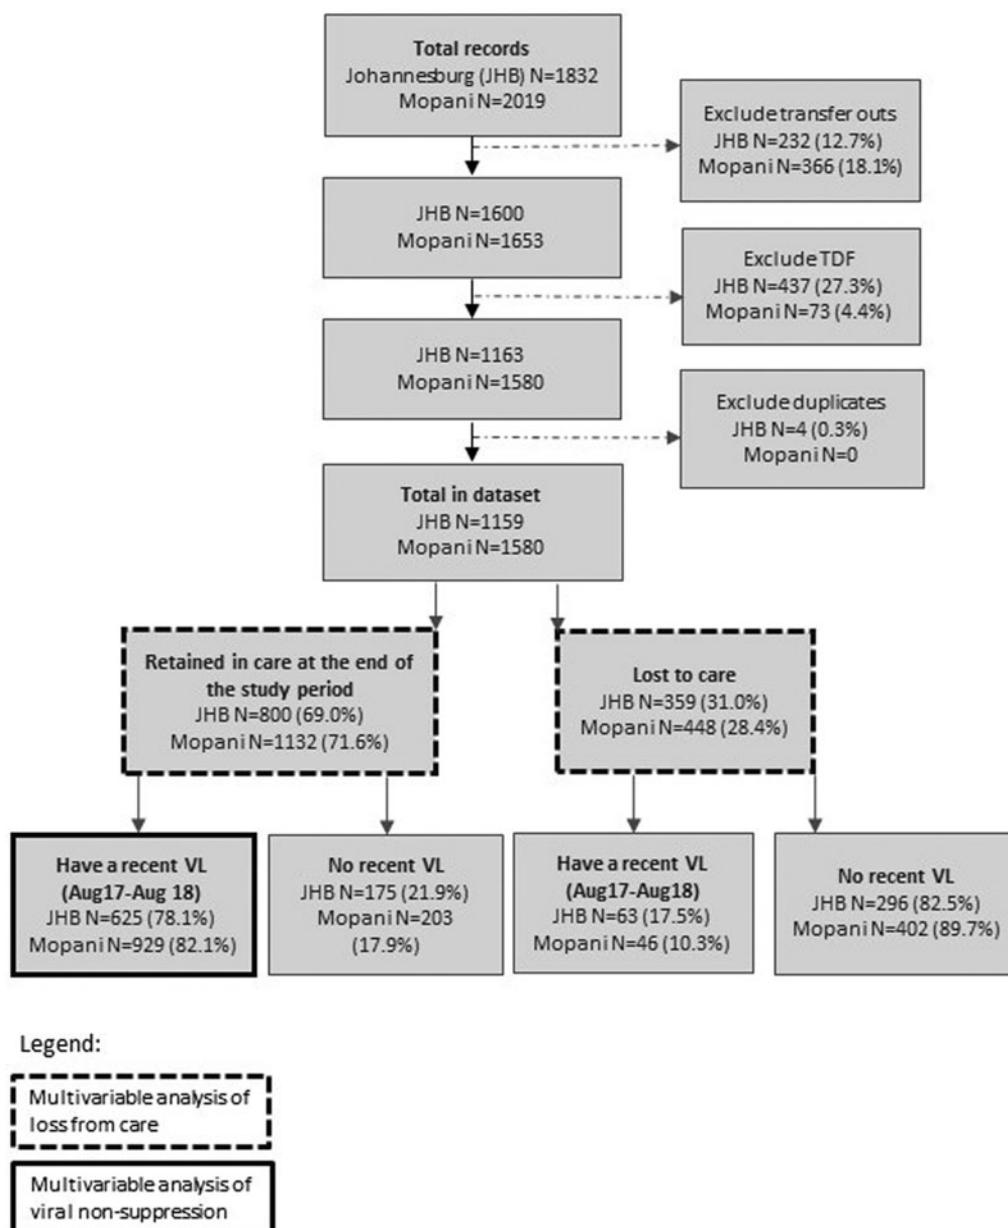 Total records
Johannesburg (JHB) N=1832
Mopani N=2019
Exclude transfer outs
JHB N=232 (12.7%)
Mopani N=366 (18.1%)
JHB N=1600
Mopani N=1653
Exclude TDF
JHB N=437 (27.3%)
Mopani N=73 (4.4%)
JHB N=1163
Mopani N=1580
Exclude duplicates
JHB N=4 (0.3%)
Mopani N=0
Total in dataset
JHB N=1159
Mopani N=1580
Retained in care at the end of
the study period
JHB N=800 (69.0%)
Mopani N=1132 (71.6%)
Lost to care
JHB N=359 (31.0%)
Mopani N=448 (28.4%)
Have a recent VL
(Aug17-Aug 18)
JHB N=625 (78.1%)
Mopani N=929 (82.1%)
No recent VL
JHB N=175 (21.9%)
Mopani N=203
(17.9%)
Have a recent VL
(Aug17-Aug18)
JHB N=63 (17.5%)
Mopani N=46 (10.3%)
No recent VL
JHB N=296 (82.5%)
Mopani N=402 (89.7%)
Legend:
Multivariable analysis of
loss from care
Multivariable analysis of
viral non-suppression